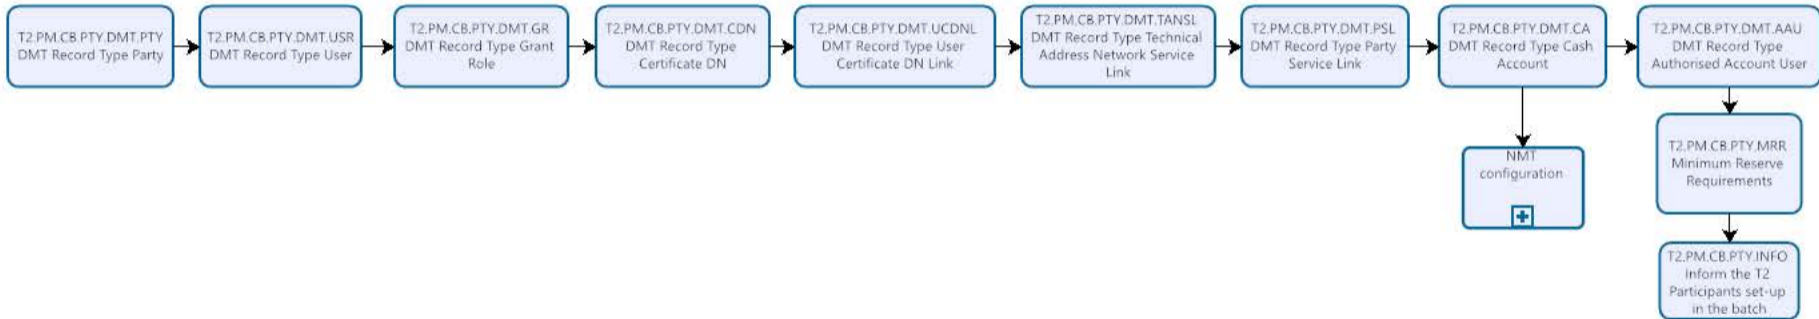 T2.PM.CB.PTY.DMT.PTY
DMT Record Type Party
T2.PM.CB.PTY.DMT.USR
DMT Record Type User
T2.PM.CB.PTY.DMT.GR
DMT Record Type Grant
Role
T2.PM.CB.PTY.DMT.CDN
DMT Record Type
Certificate DN
T2.PM.CB.PTY.DMT.UCDNL
DMT Record Type User
Certificate DN Link
T2.PM.CB.PTY.DMT.TANSL
DMT Record Type Technical
Address Network Service
Link
T2.PM.CB.PTY.DMT.PSL
DMT Record Type Party
Service Link
T2.PM.CB.PTY.DMT.CA
DMT Record Type Cash
Account
T2.PM.CB.PTY.DMT.AAU
DMT Record Type
Authorised Account User
NMT
configuration
T2.PM.CB.PTY.MRR
Minimum Reserve
Requirements
T2.PM.CB.PTY.INFO
Inform the T2
Participants set-up
in the batch